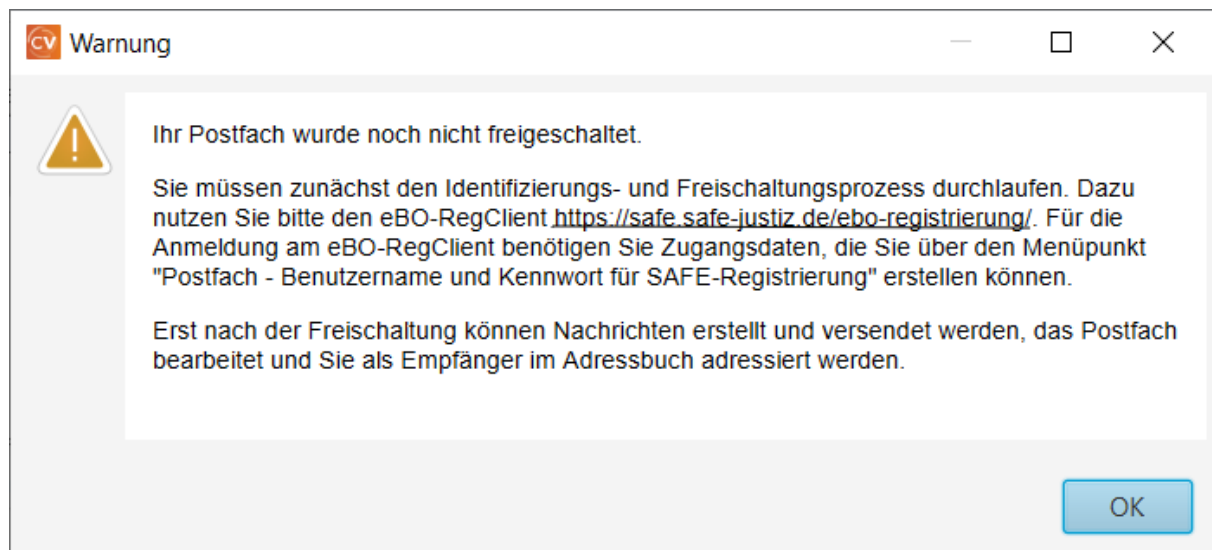 CV Warnung
Ihr Postfach wurde noch nicht freigeschaltet.
Sie müssen zunächst den Identifizierungs- und Freischaltungsprozess durchlaufen. Dazu
nutzen Sie bitte den eBO-RegClient https://safe.safe-justiz.de/ebo-registrierung/. Für die
Anmeldung am eBO-RegClient benötigen Sie Zugangsdaten, die Sie über den Menüpunkt
"Postfach - Benutzername und Kennwort für SAFE-Registrierung" erstellen können.
Erst nach der Freischaltung können Nachrichten erstellt und versendet werden, das Postfach
bearbeitet und Sie als Empfänger im Adressbuch adressiert werden.
OK